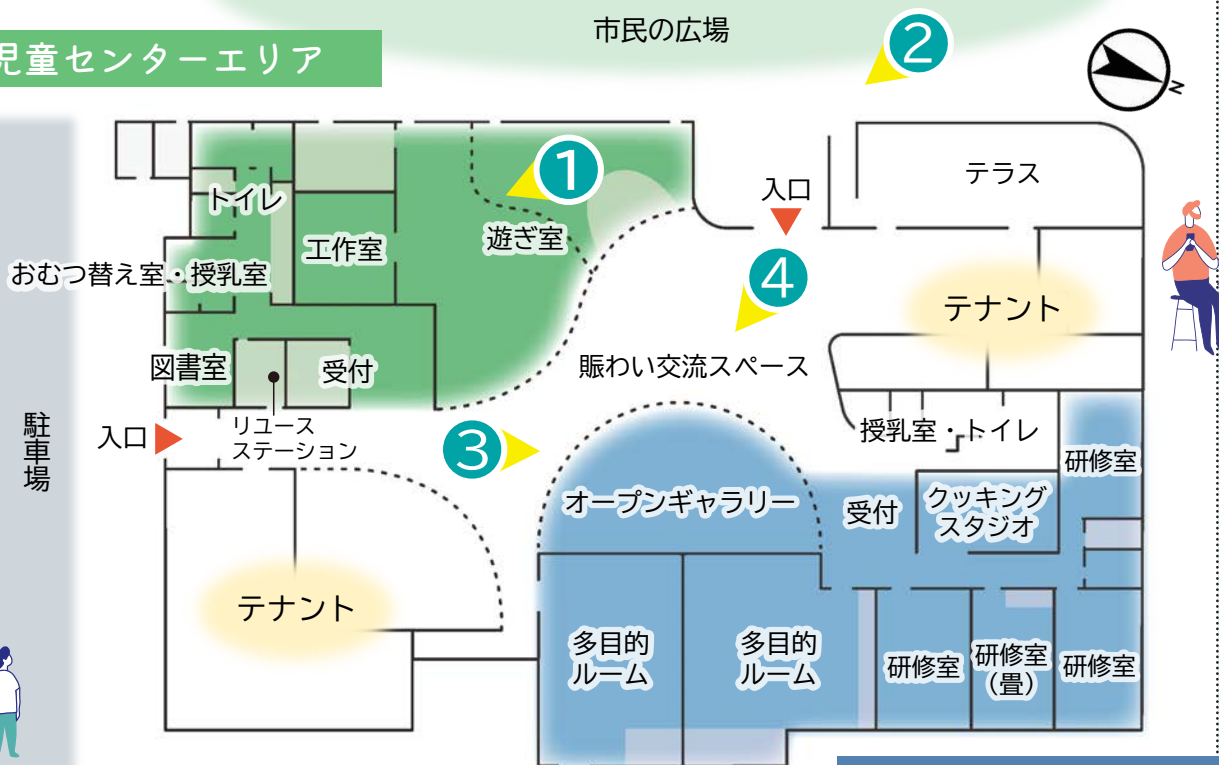 市民の広場
2
児童センターエリア
N
1
入口
テラス
トイレ
遊ぎ室
工作室
おむつ替え室・授乳室
4
テナント
図書室
受付
賑わい交流スペース
駐車場
入口
リユース
ステーション
3
授乳室・トイレ
研修室
オープンギャラリー
受付
クッキング
スタジオ
テナント
多目的
ルーム
多目的
ルーム
研修室
研修室
(畳)
研修室